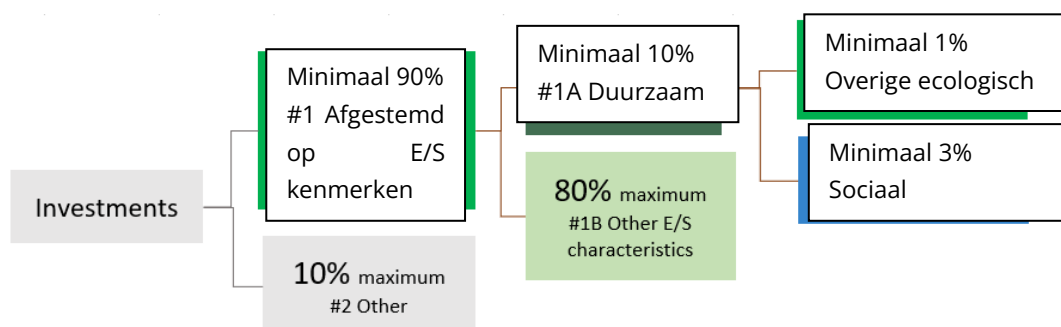 Investments
Minimaal 90%
#1 Afgestemd
op E/S
kenmerken
10% maximum
#2 Other
Minimaal 10%
#1A Duurzaam
80% maximum
#1B Other E/S
characteristics
Minimaal 1%
Overige ecologisch
Minimaal 3%
Sociaal